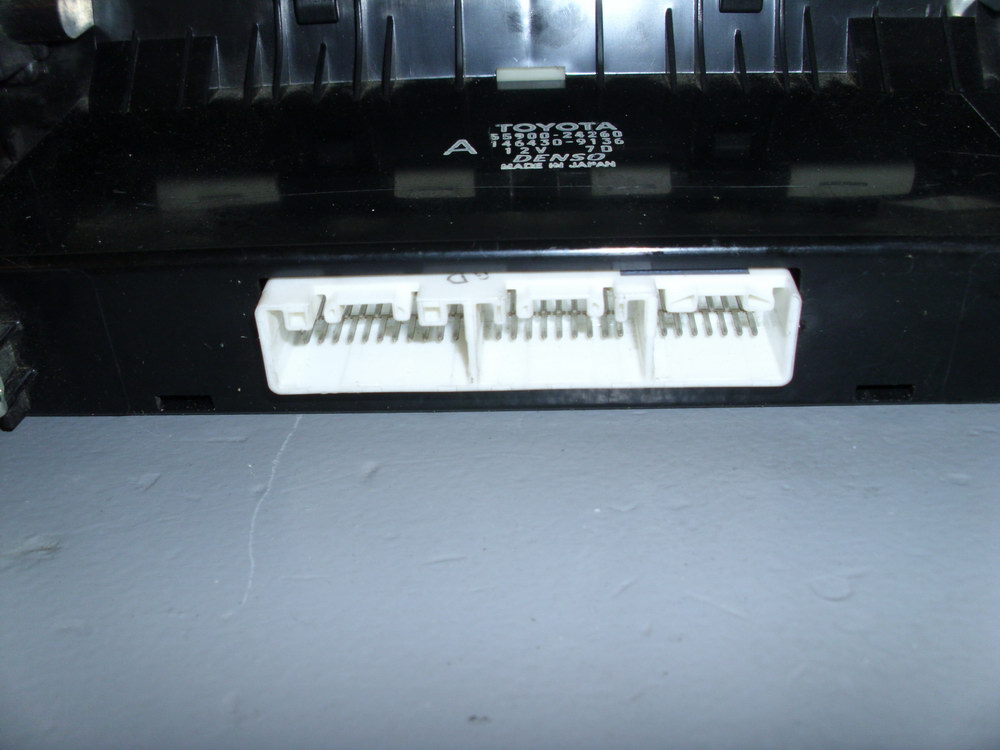 TOYOTA
55900-24260
146430-9136
A
12V 7D
DENSO
MADE IN JAPAN